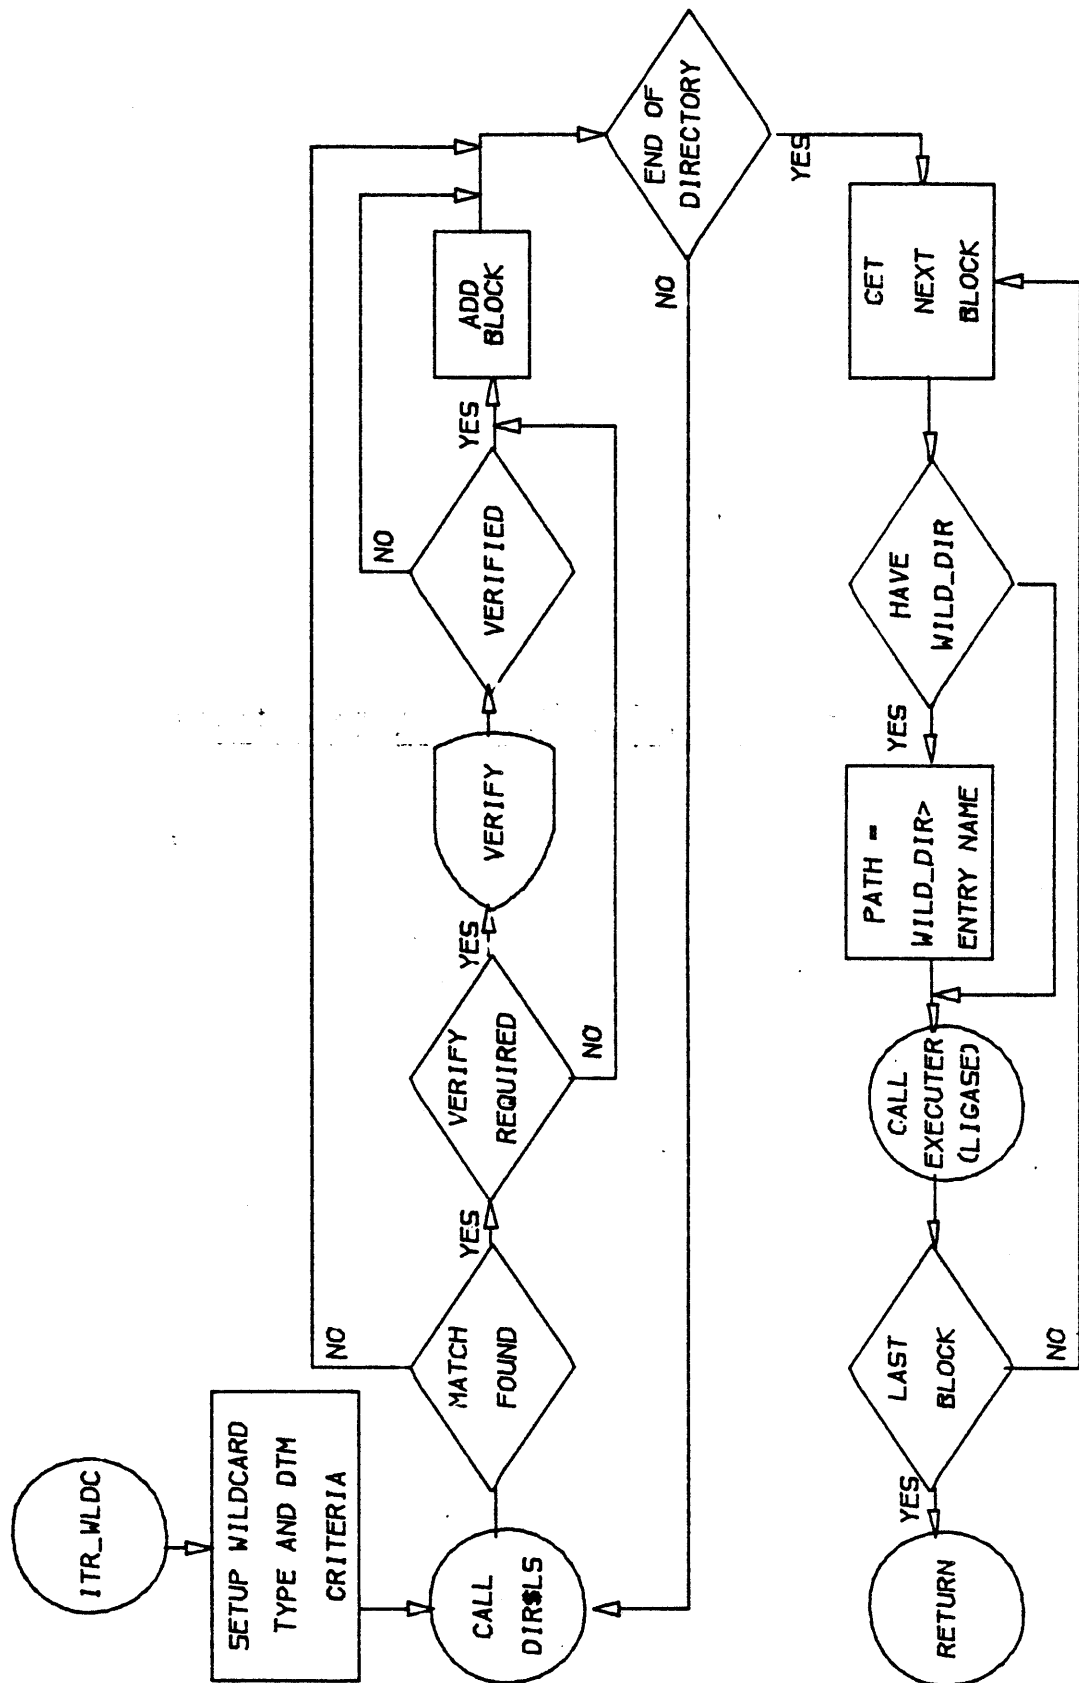 ITR_WLDC
SETUP WILDCARD
TYPE AND DTM
CRITERIA
CALL
DIR$LS
MATCH
FOUND
NO
YES
VERIFY
REQUIRED
NO
YES
VERIFY
VERIFIED
NO
YES
ADD
BLOCK
END OF
DIRECTORY
NO
YES
GET
NEXT
BLOCK
HAVE
WILD_DIR
YES
PATH =
WILD_DIR>
ENTRY NAME
CALL
EXECUTER
(LIGASE)
LAST
BLOCK
NO
YES
RETURN